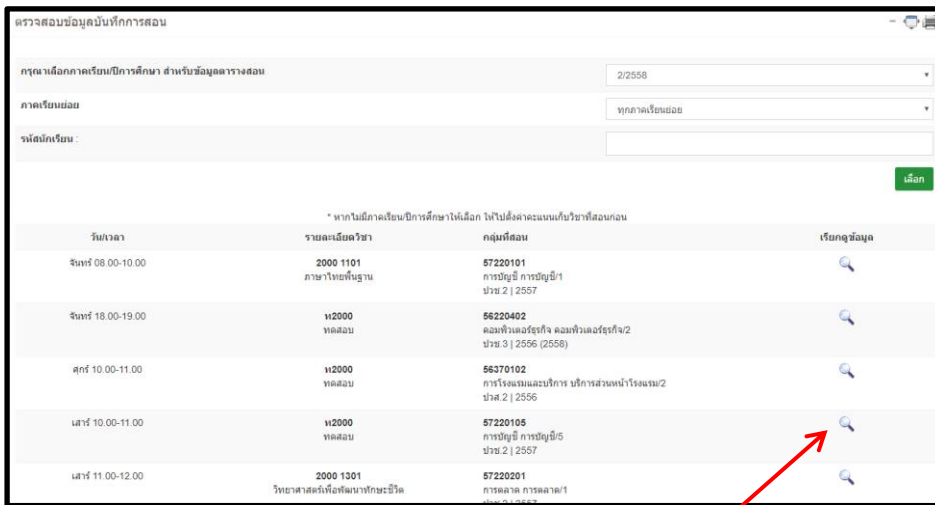 ตรวจสอบข้อมูลบันทึกการสอน
กรุณาเลือกภาคเรียน/ปีการศึกษา สำหรับข้อมูลตารางสอน 2/2558
ภาคเรียนย่อย ทุกภาคเรียนย่อย
รหัสนักเรียน :
เลือก
* หากไม่มีภาคเรียน/ปีการศึกษาให้เลือก ให้ไปตั้งค่าคะแนนเก็บวิชาที่สอนก่อน
วัน/เวลา รายละเอียดวิชา กลุ่มที่สอน เรียกดูข้อมูล
จันทร์ 08.00-10.00 2000 1101 57220101
ภาษาไทยพื้นฐาน การบัญชี การบัญชี/1
ปวช.2 | 2557
จันทร์ 18.00-19.00 ท2000 56220402
ทดสอบ คอมพิวเตอร์ธุรกิจ คอมพิวเตอร์ธุรกิจ/2
ปวช.3 | 2556 (2558)
ศุกร์ 10.00-11.00 ท2000 56370102
ทดสอบ การโรงแรมและบริการ บริการส่วนหน้าโรงแรม/2
ปวส.2 | 2556
เสาร์ 10.00-11.00 ท2000 57220105
ทดสอบ การบัญชี การบัญชี/5
ปวช.2 | 2557
เสาร์ 11.00-12.00 2000 1301 57220201
วิทยาศาสตร์เพื่อพัฒนาทักษะชีวิต การตลาด การตลาด/1
ปวช.2 | 2557